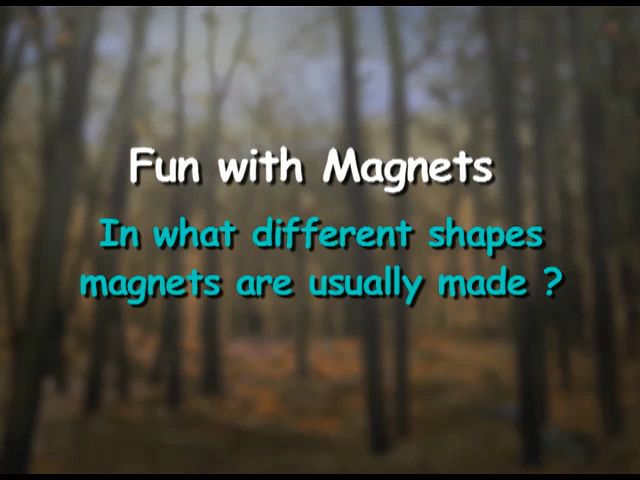 Fun with Magnets
In what different shapes
magnets are usually made ?